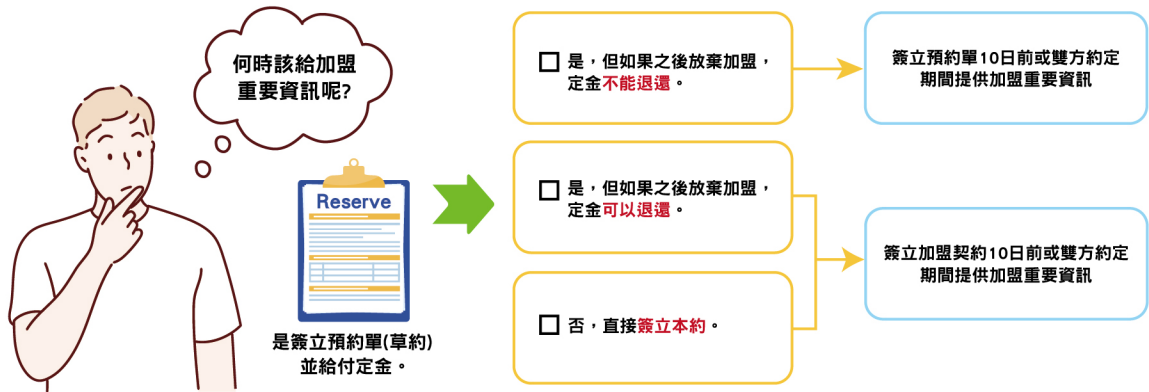 何時該給加盟
重要資訊呢?
Reserve
是簽立預約單(草約)
並給付定金。
是，但如果之後放棄加盟，
定金不能退還。
簽立預約單10日前或雙方約定
期間提供加盟重要資訊
是，但如果之後放棄加盟，
定金可以退還。
否，直接簽立本約。
簽立加盟契約10日前或雙方約定
期間提供加盟重要資訊